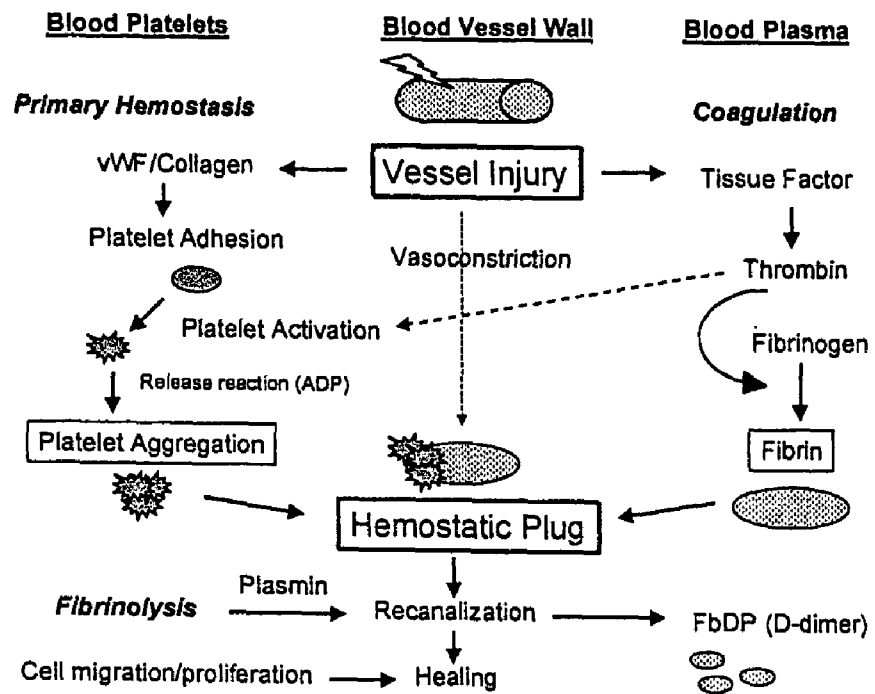 Blood Platelets
Blood Vessel Wall
Blood Plasma
Primary Hemostasis
Coagulation
vWF/Collagen
Vessel Injury
Tissue Factor
Platelet Adhesion
Vasoconstriction
Thrombin
Platelet Activation
Fibrinogen
Release reaction (ADP)
Platelet Aggregation
Fibrin
Hemostatic Plug
Plasmin
Fibrinolysis
Recanalization
FbDP (D-dimer)
Cell migration/proliferation
Healing